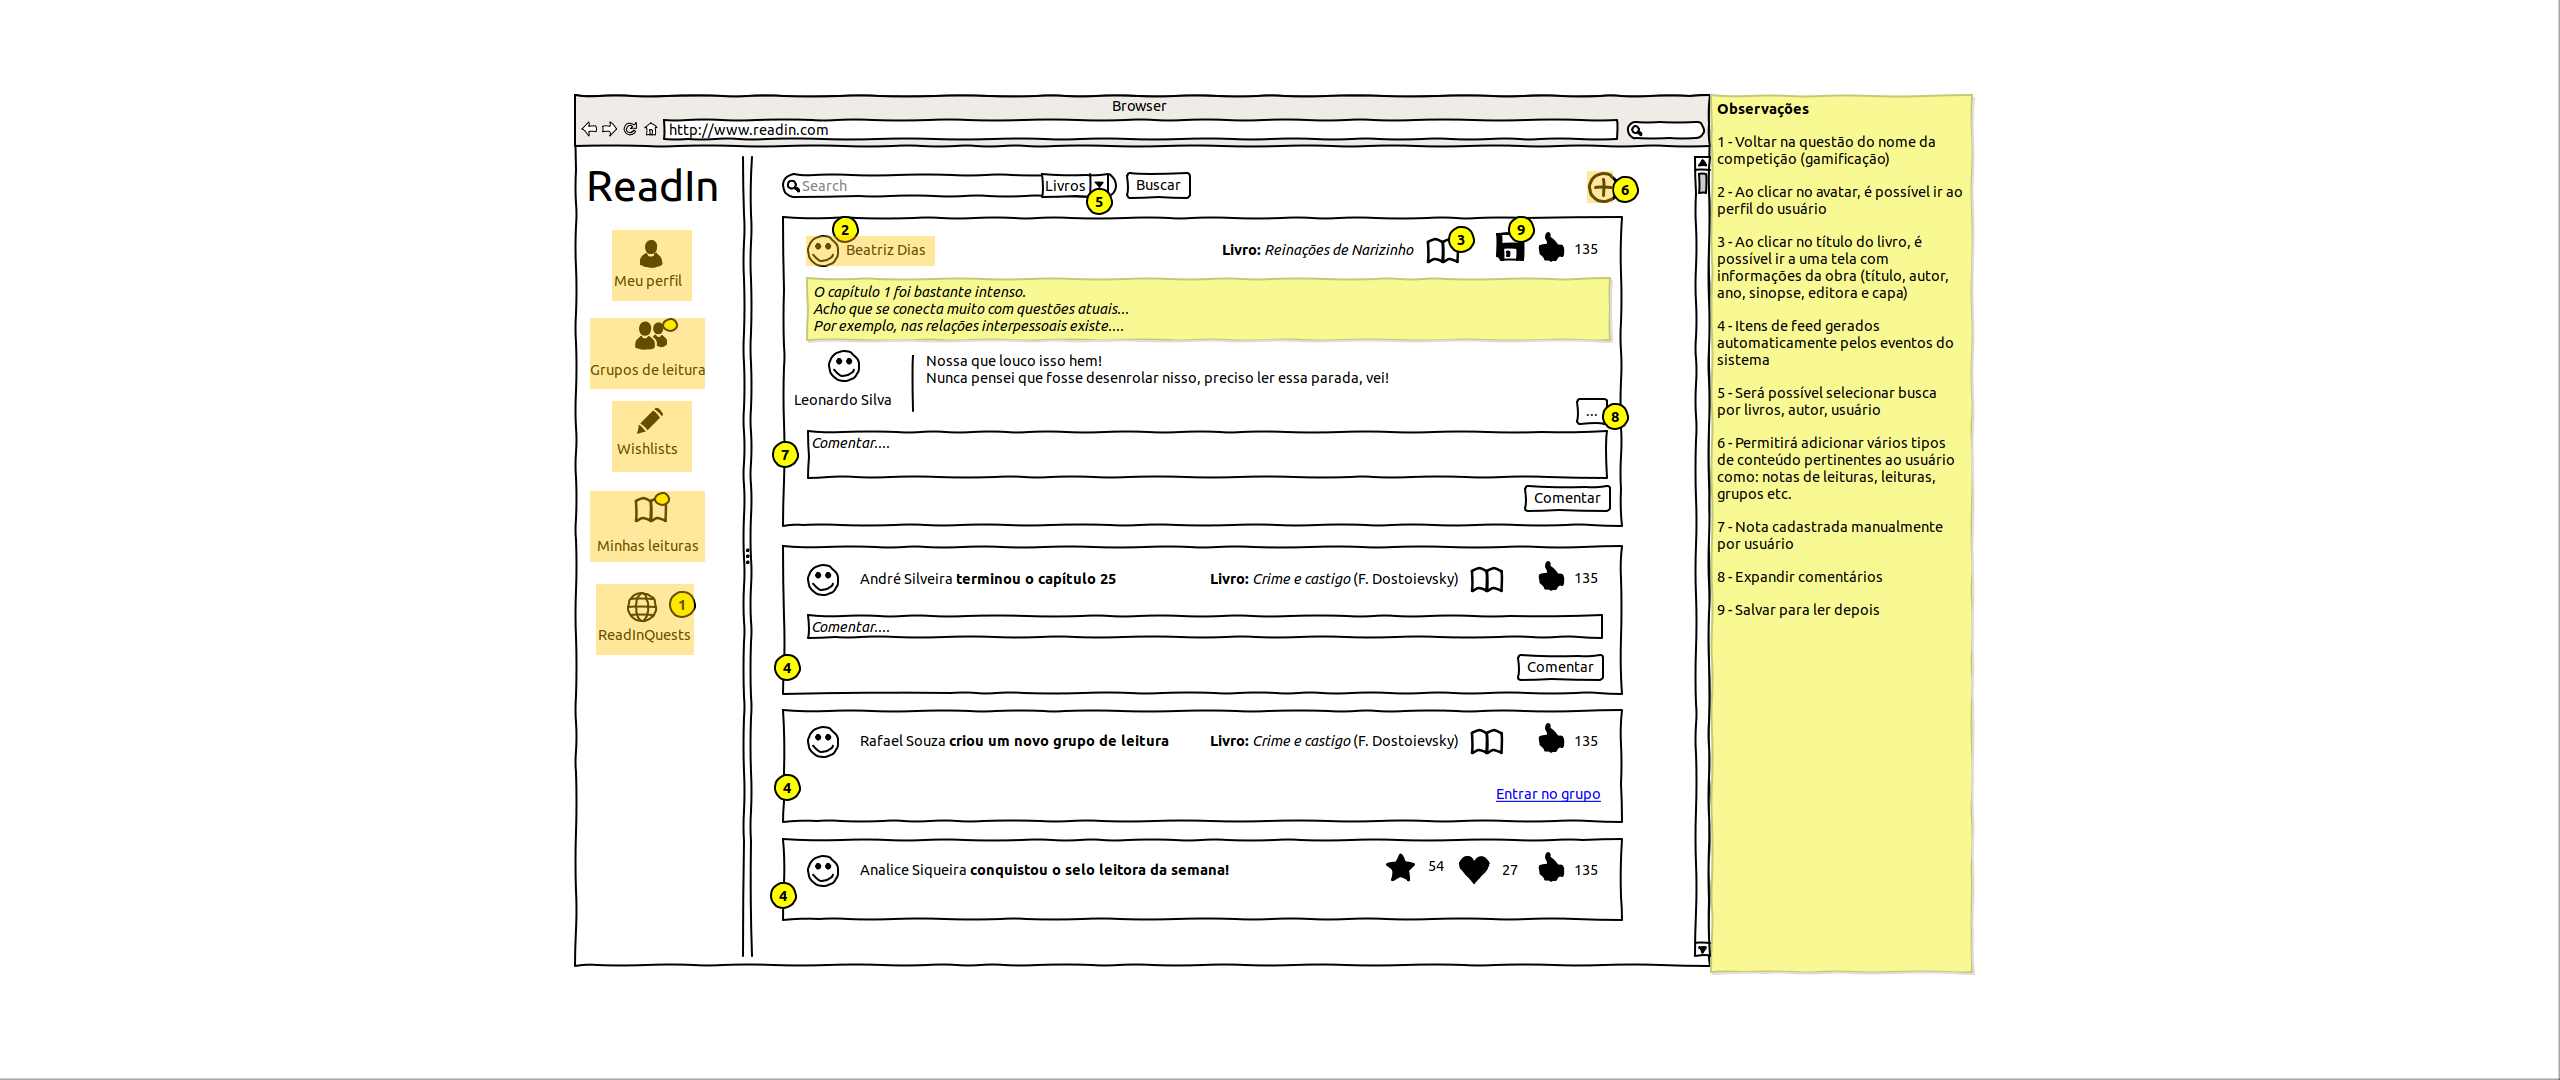 Browser
http://www.readin.com
ReadIn
Meu perfil
Grupos de leitura
Wishlists
Minhas leituras
1
ReadInQuests
Search
Livros
5
Buscar
6
2
Beatriz Dias
Livro: Reinações de Narizinho
3
9
135
O capítulo 1 foi bastante intenso.
Acho que se conecta muito com questões atuais...
Por exemplo, nas relações interpessoais existe....
Leonardo Silva
Nossa que louco isso hem!
Nunca pensei que fosse desenrolar nisso, preciso ler essa parada, vei!
...
8
7
Comentar....
Comentar
André Silveira terminou o capítulo 25
Livro: Crime e castigo (F. Dostoievsky)
135
Comentar....
4
Comentar
Rafael Souza criou um novo grupo de leitura
Livro: Crime e castigo (F. Dostoievsky)
135
4
Entrar no grupo
Analice Siqueira conquistou o selo leitora da semana!
54
27
135
4
Observações
1 - Voltar na questão do nome da
competição (gamificação)
2 - Ao clicar no avatar, é possível ir ao
perfil do usuário
3 - Ao clicar no título do livro, é
possível ir a uma tela com
informações da obra (título, autor,
ano, sinopse, editora e capa)
4 - Itens de feed gerados
automaticamente pelos eventos do
sistema
5 - Será possível selecionar busca
por livros, autor, usuário
6 - Permitirá adicionar vários tipos
de conteúdo pertinentes ao usuário
como: notas de leituras, leituras,
grupos etc.
7 - Nota cadastrada manualmente
por usuário
8 - Expandir comentários
9 - Salvar para ler depois